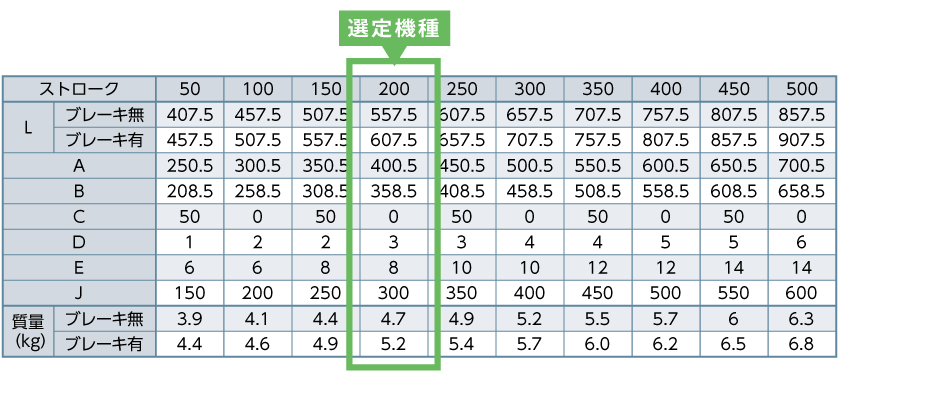 選定機種
ストローク 50 100 150 200 250 300 350 400 450 500
L ブレーキ無 407.5 457.5 507.5 557.5 607.5 657.5 707.5 757.5 807.5 857.5
ブレーキ有 457.5 507.5 557.5 607.5 657.5 707.5 757.5 807.5 857.5 907.5
A 250.5 300.5 350.5 400.5 450.5 500.5 550.5 600.5 650.5 700.5
B 208.5 258.5 308.5 358.5 408.5 458.5 508.5 558.5 608.5 658.5
C 50 0 50 0 50 0 50 0 50 0
D 1 2 2 3 3 4 4 5 5 6
E 6 6 8 8 10 10 12 12 14 14
J 150 200 250 300 350 400 450 500 550 600
質量(kg) ブレーキ無 3.9 4.1 4.4 4.7 4.9 5.2 5.5 5.7 6 6.3
ブレーキ有 4.4 4.6 4.9 5.2 5.4 5.7 6.0 6.2 6.5 6.8